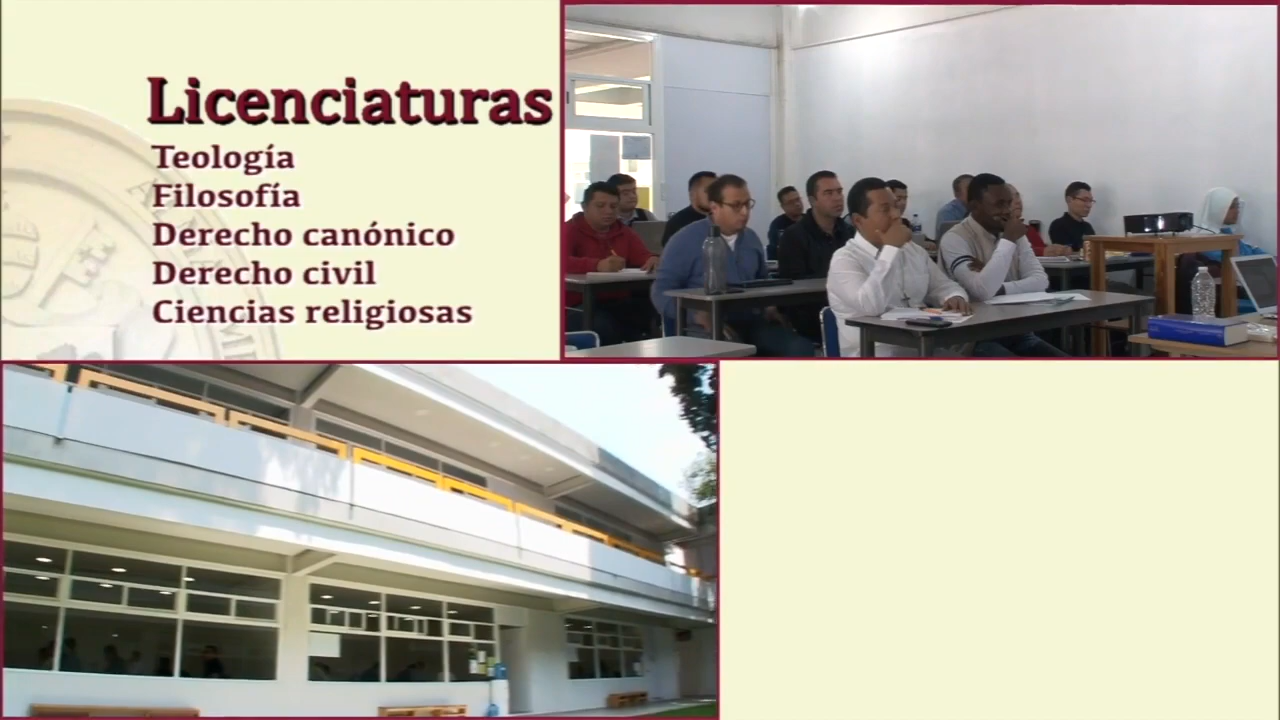 Licenciaturas
Teología
Filosofía
Derecho canónico
Derecho civil
Ciencias religiosas